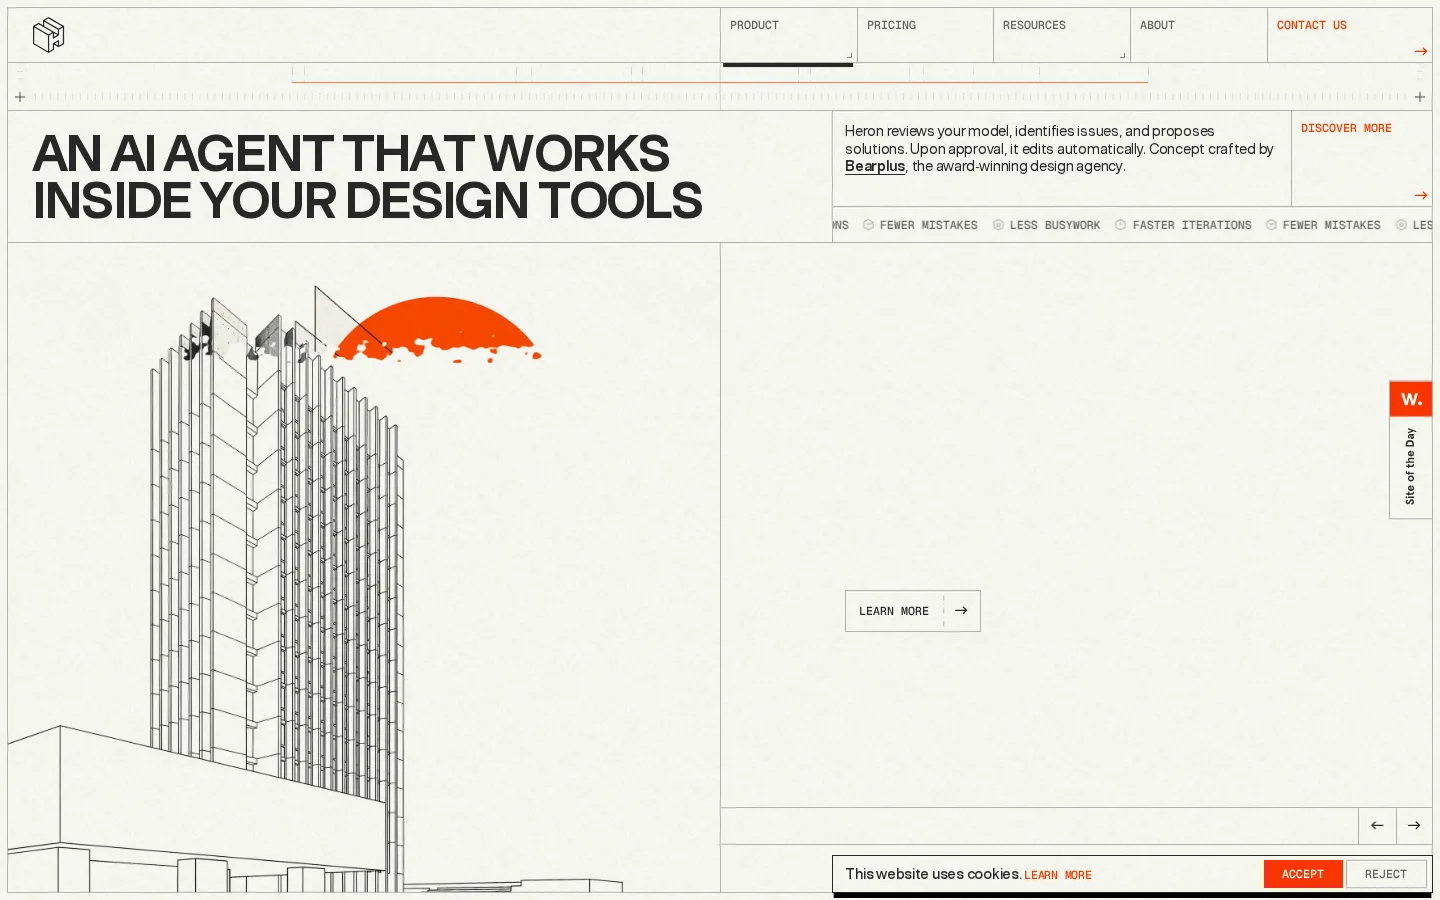 PRODUCT
PRICING
RESOURCES
ABOUT
CONTACT US
AN AI AGENT THAT WORKS
INSIDE YOUR DESIGN TOOLS
Heron reviews your model, identifies issues, and proposes
solutions. Upon approval, it edits automatically. Concept crafted by
Bearplus, the award-winning design agency.
DISCOVER MORE
NS FEWER MISTAKES LESS BUSYWORK FASTER ITERATIONS FEWER MISTAKES LES
W.
Site of the Day
LEARN MORE
This website uses cookies. LEARN MORE
ACCEPT
REJECT